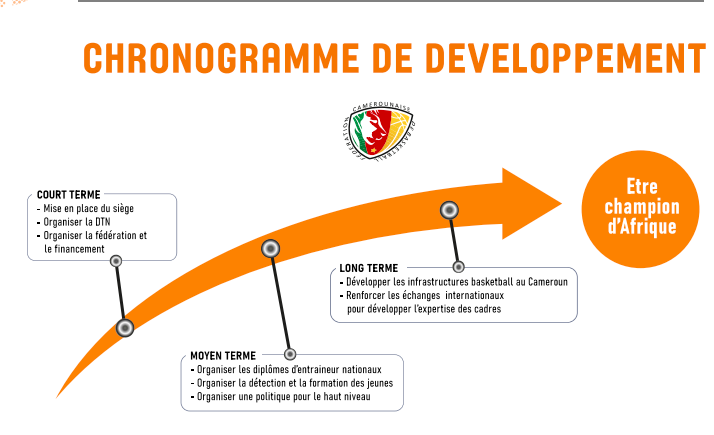 CHRONOGRAMME DE DEVELOPPEMENT
FÉDÉRATION CAMEROUNAISE DE BASKETBALL
COURT TERME
- Mise en place du siège
- Organiser la DTN
- Organiser la fédération et
le financement
Etre
champion
d'Afrique
LONG TERME
- Développer les infrastructures basketball au Cameroun
- Renforcer les échanges internationaux
pour développer l'expertise des cadres
MOYEN TERME
- Organiser les diplômes d'entraineur nationaux
- Organiser la détection et la formation des jeunes
- Organiser une politique pour le haut niveau